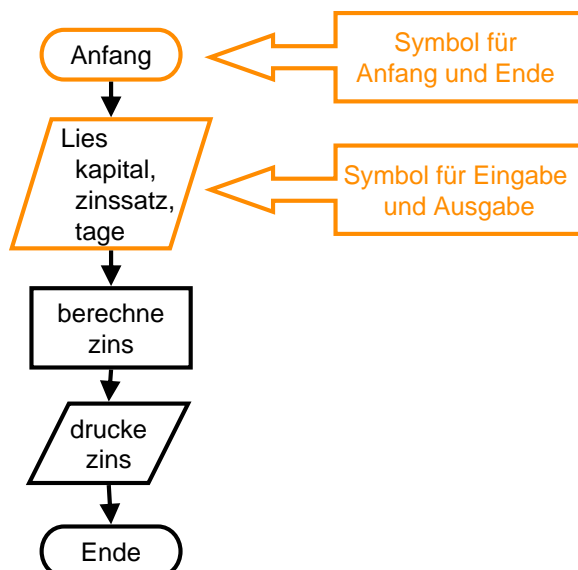 Anfang
Symbol für
Anfang und Ende
Lies
kapital,
zinssatz,
tage
Symbol für Eingabe
und Ausgabe
berechne
zins
drucke
zins
Ende